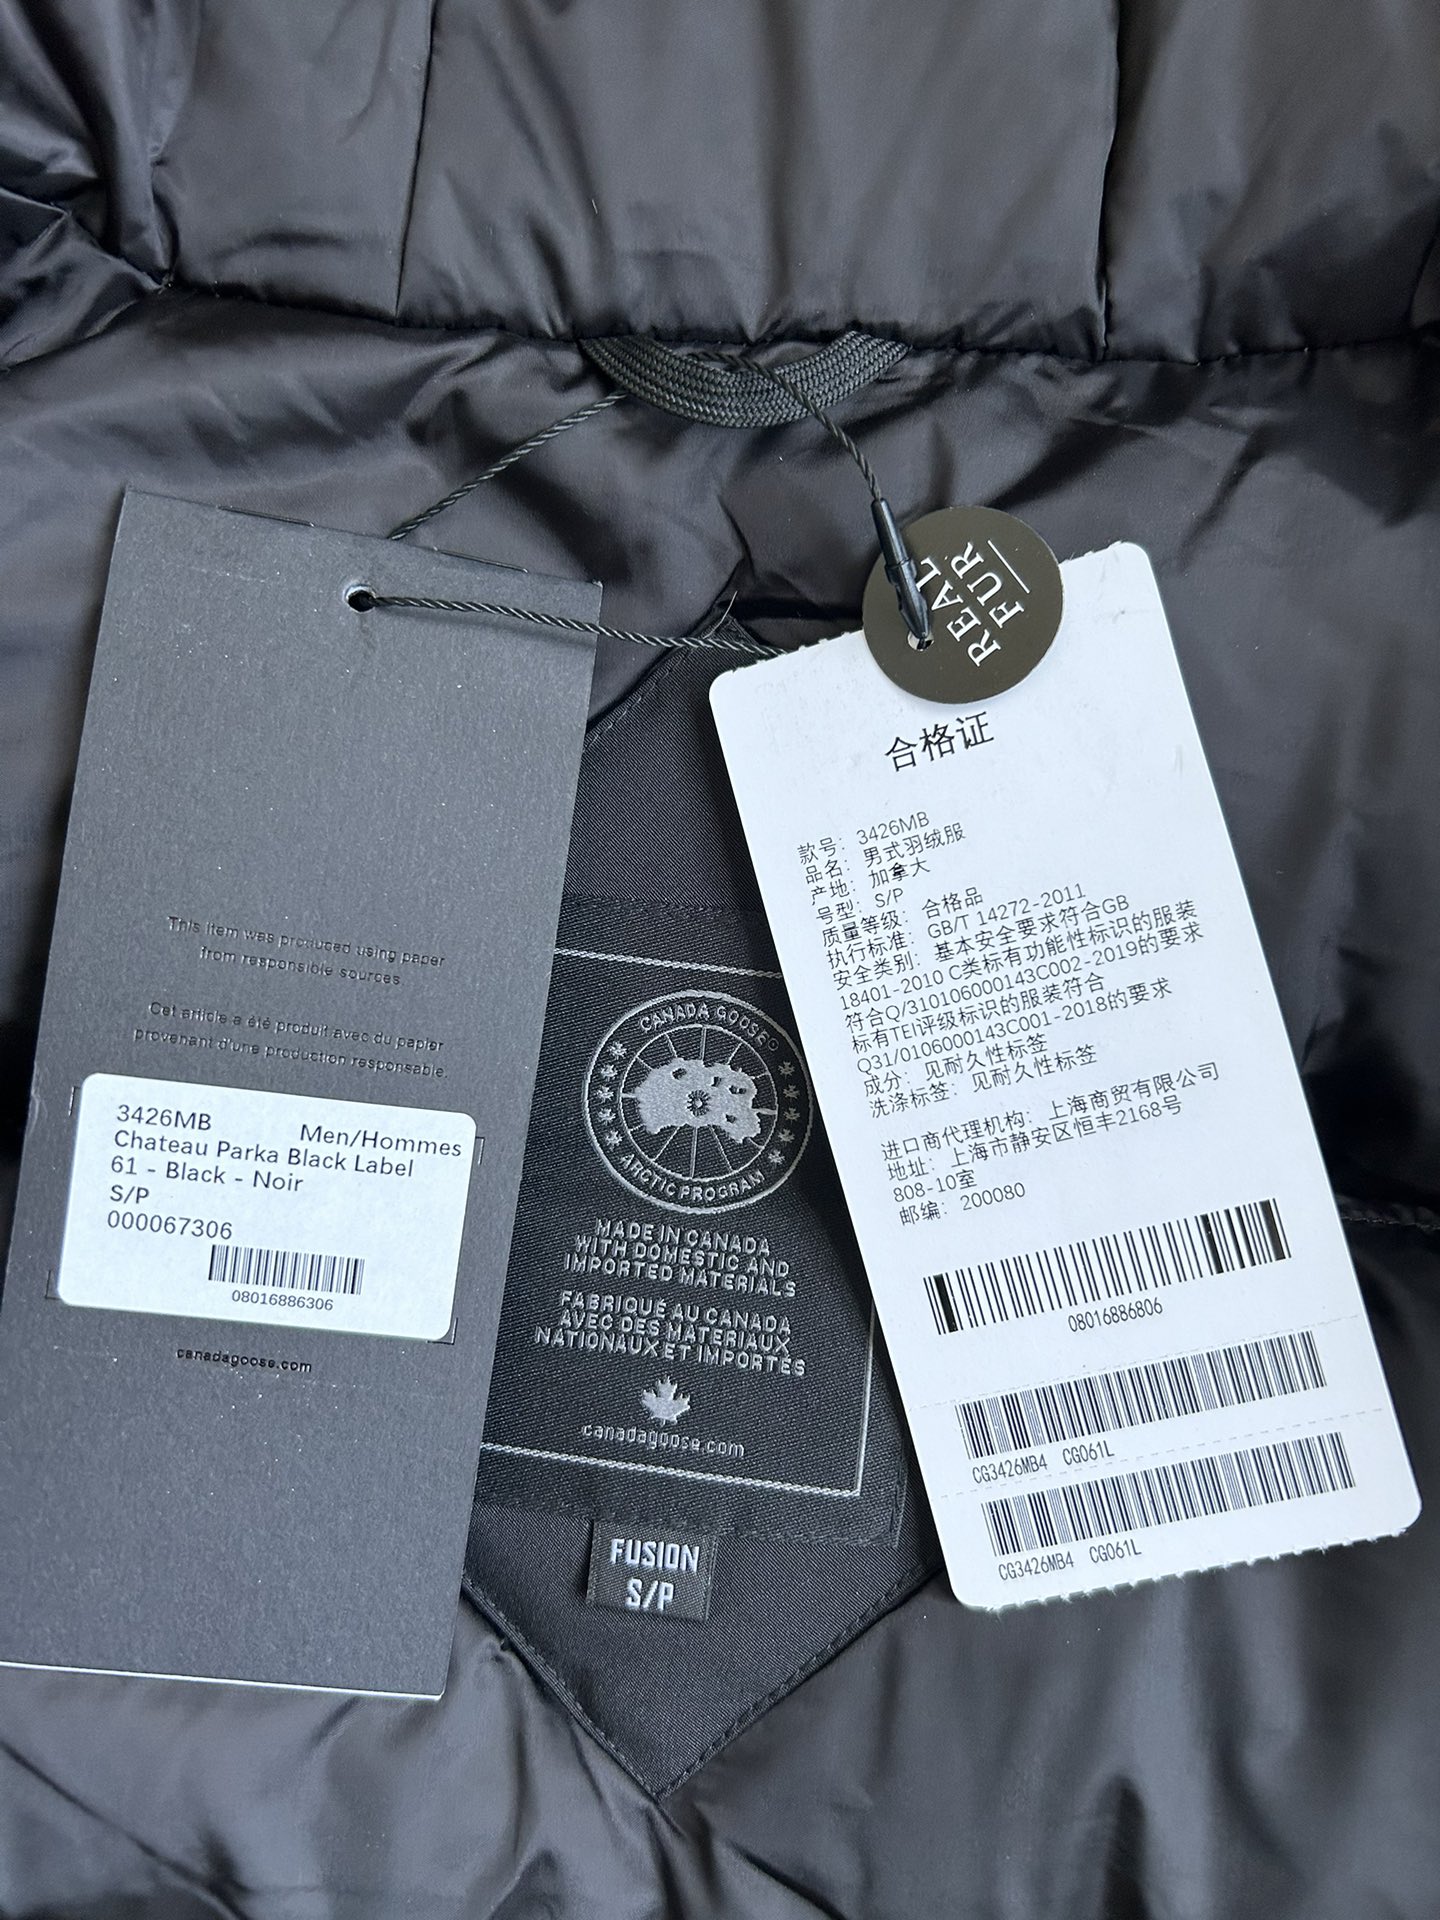 REAL
FUR
This item was produced using paper
from responsible sources.
Cet article a été produit avec du papier
provenant d'une production responsable.
3426MB Men/Hommes
Chateau Parka Black Label
61 - Black - Noir
S/P
000067306
08016886306
canadagoose.com
CANADA GOOSE®
ARCTIC PROGRAM
MADE IN CANADA
WITH DOMESTIC AND
IMPORTED MATERIALS
FABRIQUÉ AU CANADA
AVEC DES MATERIAUX
NATIONAUX ET IMPORTÉS
canadagoose.com
FUSION
S/P
合格证
款号: 3426MB
品名: 男式羽绒服
产地: 加拿大
号型: S/P
质量等级: 合格品
执行标准: GB/T 14272-2011
安全类别: 基本安全要求符合GB
18401-2010 C类标有功能性标识的服装
符合Q/310106000143C002-2019的要求
标有TEI评级标识的服装符合
Q31/01060000143C001-2018的要求
成分: 见耐久性标签
洗涤标签: 见耐久性标签
进口商代理机构: 上海商贸有限公司
地址: 上海市静安区恒丰2168号
808-10室
邮编: 200080
08016886806
CG3426MB4 CG061L
CG3426MB4 CG061L